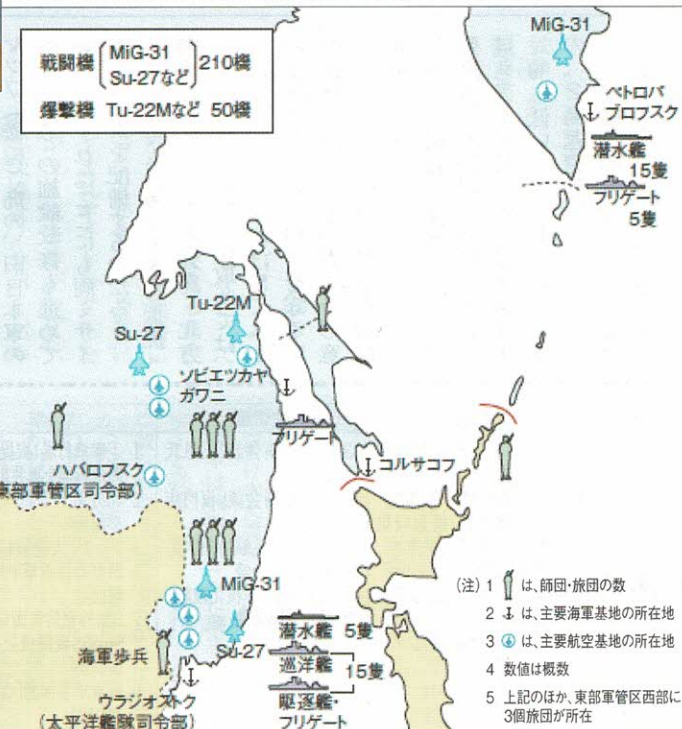 戦闘機 MiG-31 210機
Su-27など
爆撃機 Tu-22Mなど 50機
MiG-31
ペトロパ
ブロフスク
潜水艦
15隻
フリゲート
5隻
Tu-22M
Su-27
ソビエツカヤ
ガワニ
フリゲート
コルサコフ
ハバロフスク
東部軍管区司令部)
MiG-31
Su-27
海軍歩兵
ウラジオストク
(太平洋艦隊司令部)
潜水艦 5隻
巡洋艦
15隻
駆逐艦・
フリゲート
(注) 1 は、師団・旅団の数
2 は、主要海軍基地の所在地
3 は、主要航空基地の所在地
4 数値は概数
5 上記のほか、東部軍管区西部に
3個旅団が所在